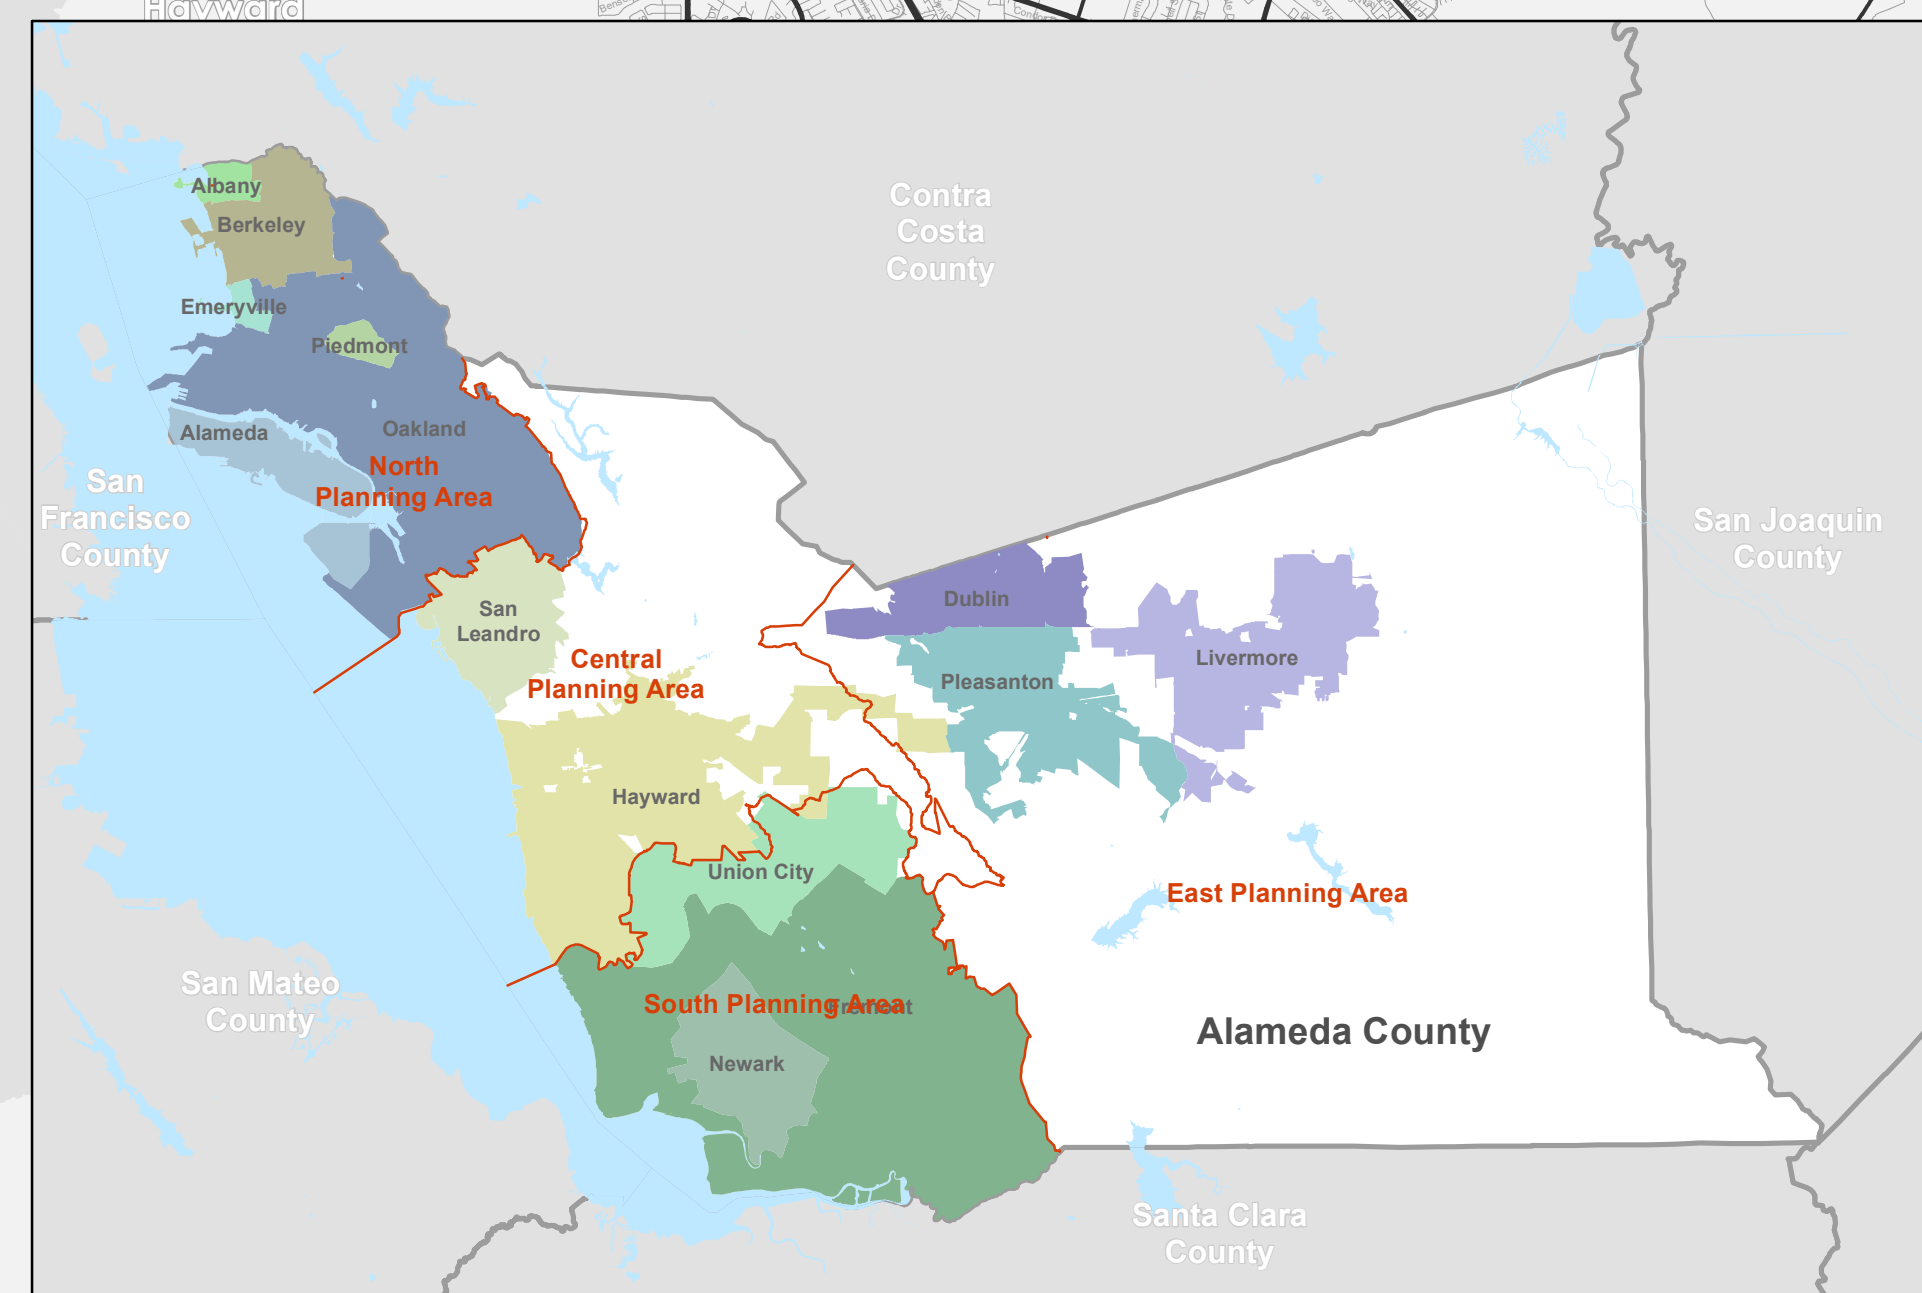 Hayward
Albany
Berkeley
Contra
Costa
County
Emeryville
Piedmont
Alameda
Oakland
North
Planning Area
San
Francisco
County
San Joaquin
County
San
Leandro
Dublin
Central
Planning Area
Livermore
Pleasanton
Hayward
Union City
East Planning Area
San Mateo
County
South Planning Area
Fremont
Newark
Alameda County
Santa Clara
County